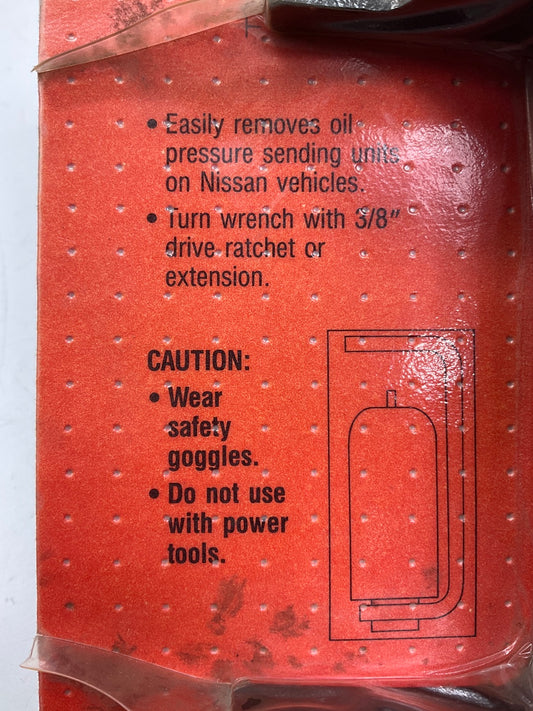 • Easily removes oil
pressure sending units
on Nissan vehicles.
• Turn wrench with 3/8"
drive ratchet or
extension.
CAUTION:
• Wear
safety
goggles.
• Do not use
with power
tools.